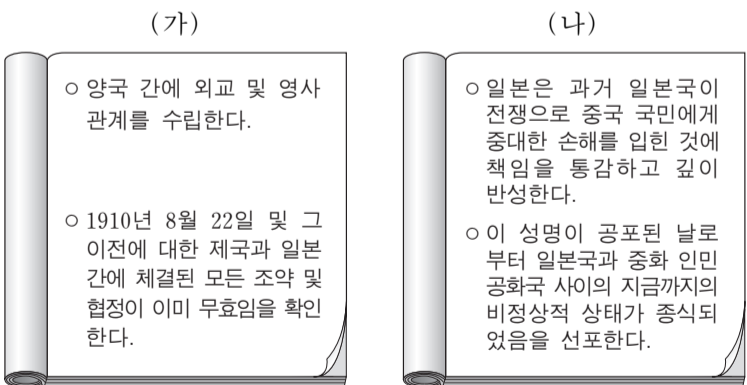 (가)
○ 양국 간에 외교 및 영사
관계를 수립한다.
○ 1910년 8월 22일 및 그
이전에 대한 제국과 일본
간에 체결된 모든 조약 및
협정이 이미 무효임을 확인
한다.
(나)
○ 일본은 과거 일본국이
전쟁으로 중국 국민에게
중대한 손해를 입힌 것에
책임을 통감하고 깊이
반성한다.
○ 이 성명이 공포된 날로
부터 일본국과 중화 인민
공화국 사이의 지금까지의
비정상적 상태가 종식되
었음을 선포한다.